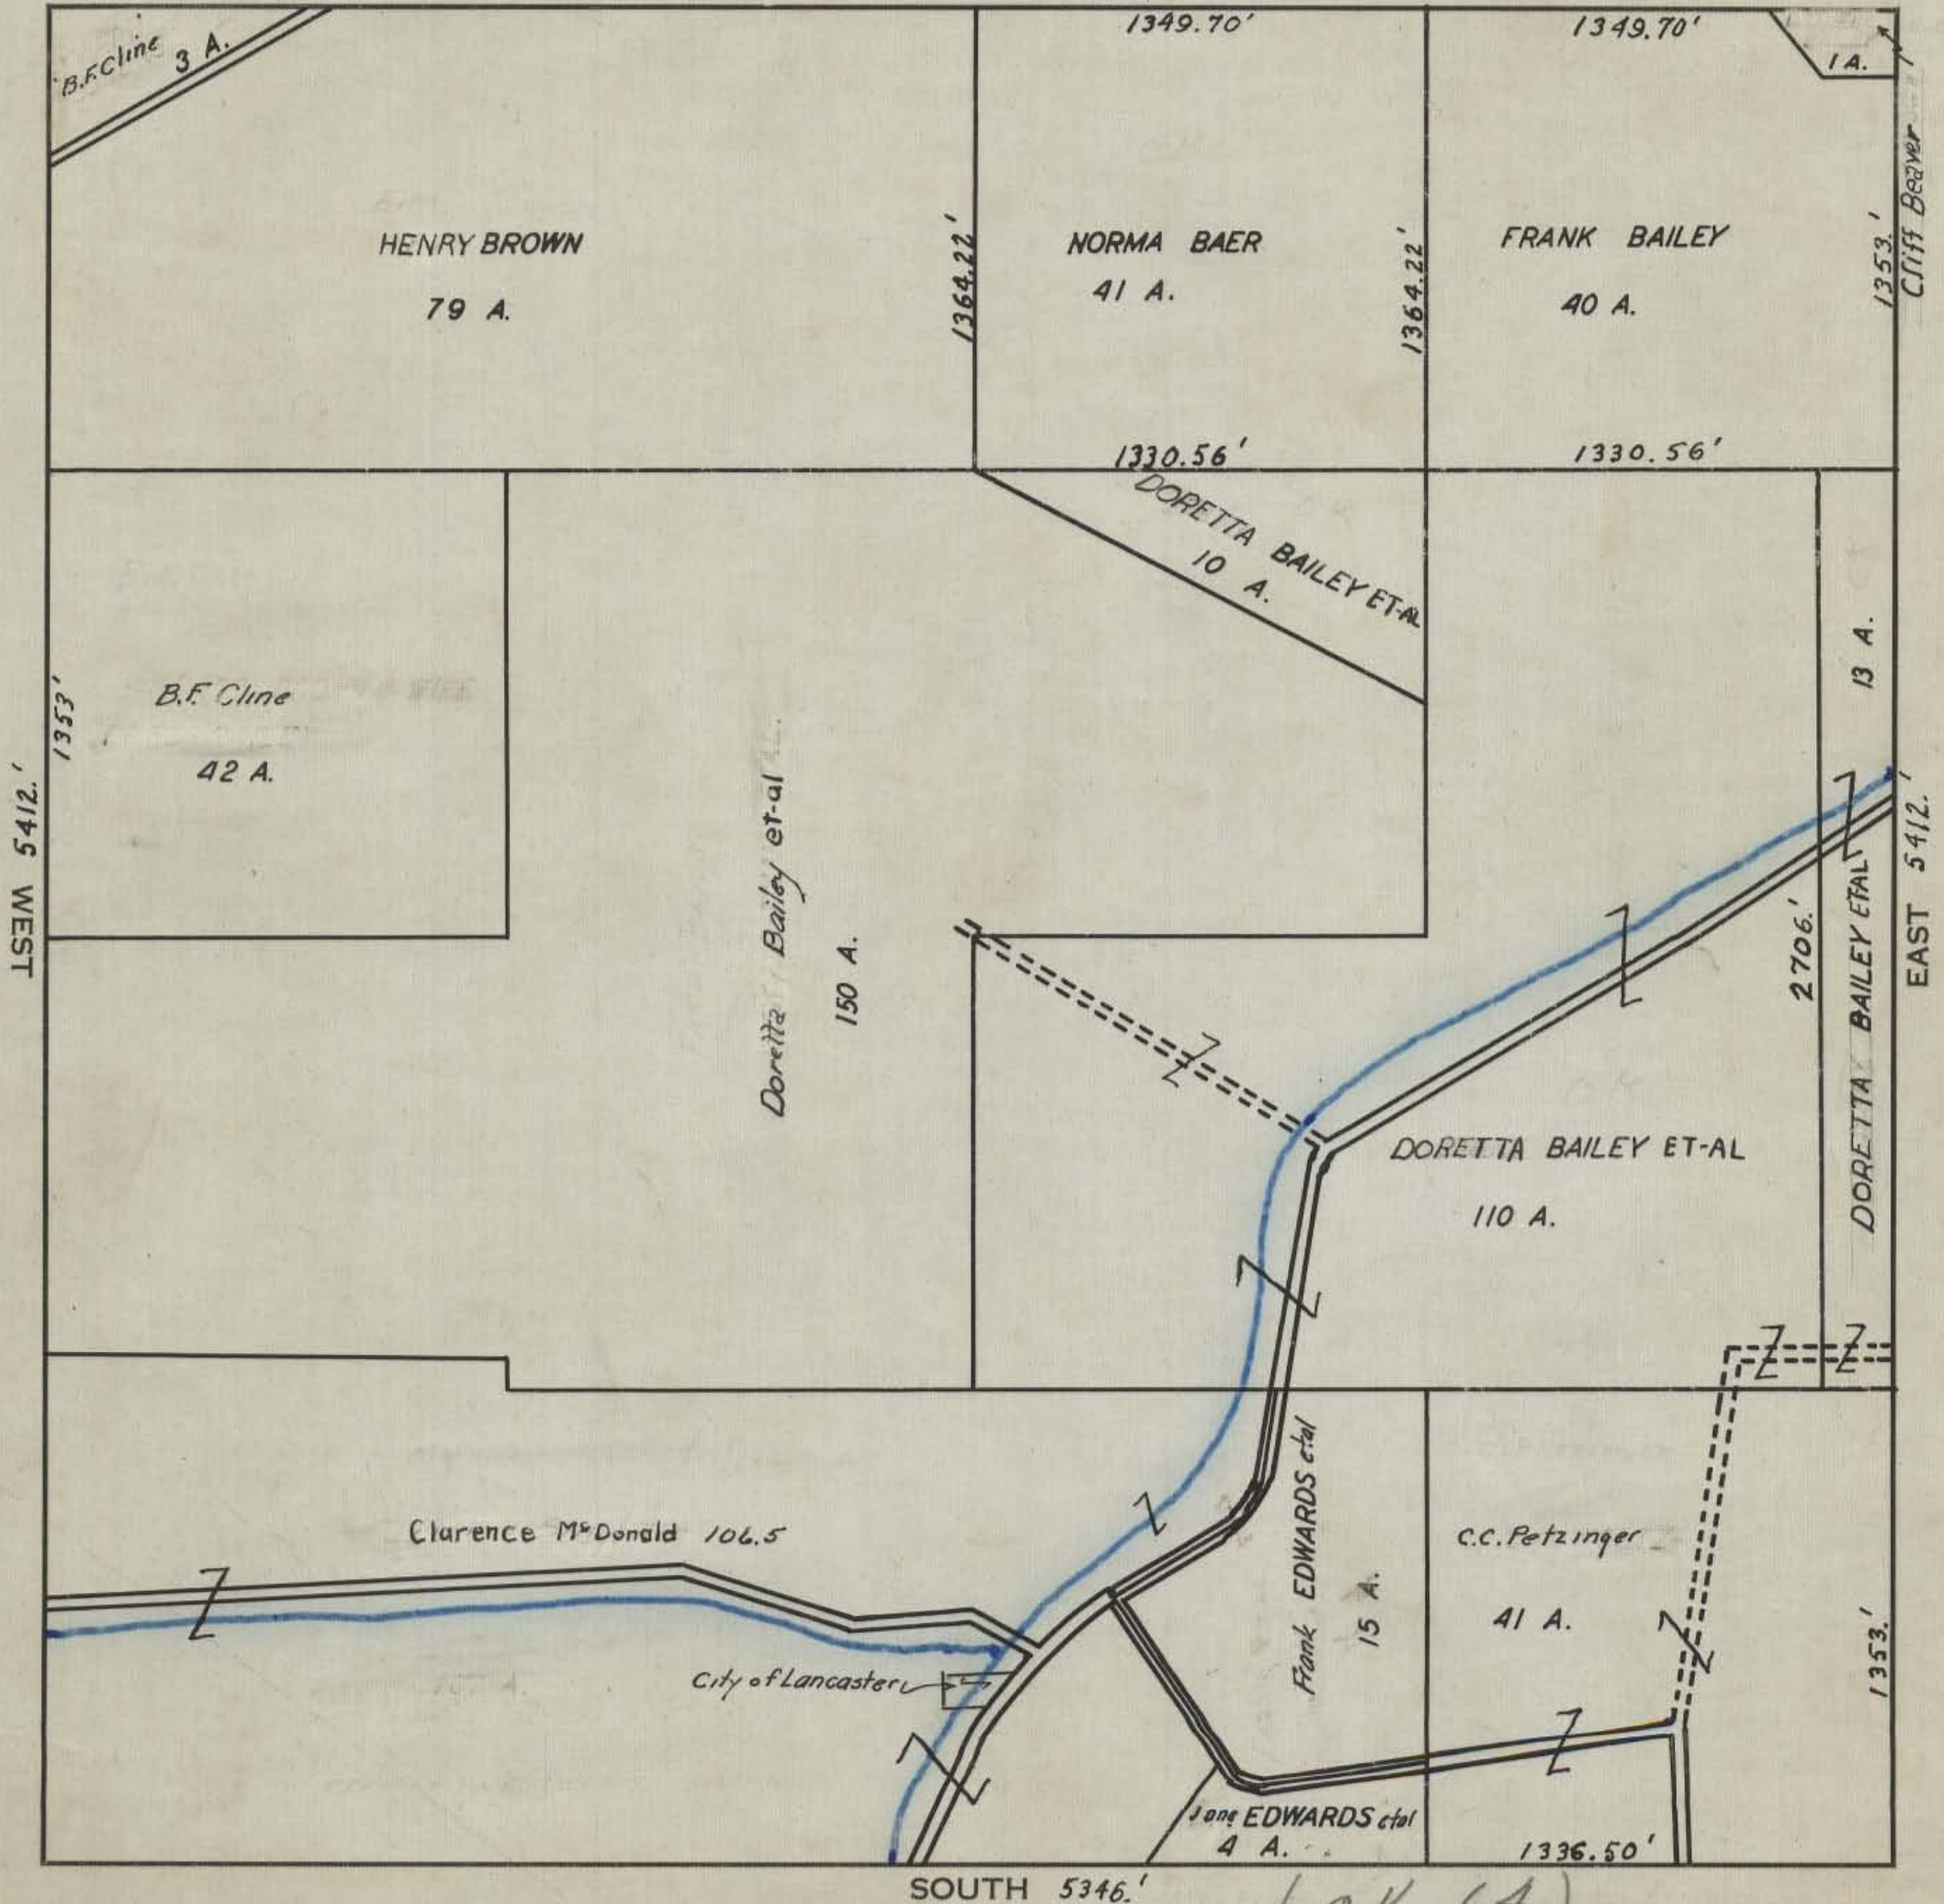 B.F. Cline 3 A.
1349.70'
1349.70'
1 A.
Cliff Beaver
HENRY BROWN
79 A.
1364.22'
NORMA BAER
41 A.
1364.22'
FRANK BAILEY
40 A.
1353.'
1330.56'
1330.56'
DORETTA BAILEY ET-AL
10 A.
13 A.
DORETTA BAILEY ETAL
B.F. Cline
42 A.
1353'
WEST 5412.'
Doretta Bailey et-al
150 A.
EAST 5412.'
2706.'
DORETTA BAILEY ET-AL
110 A.
Clarence McDonald 106.5
Frank EDWARDS etal
15 A.
C.C. Petzinger
41 A.
1353.'
City of Lancaster
Jane EDWARDS etal
4 A.
1336.50'
SOUTH 5346.'